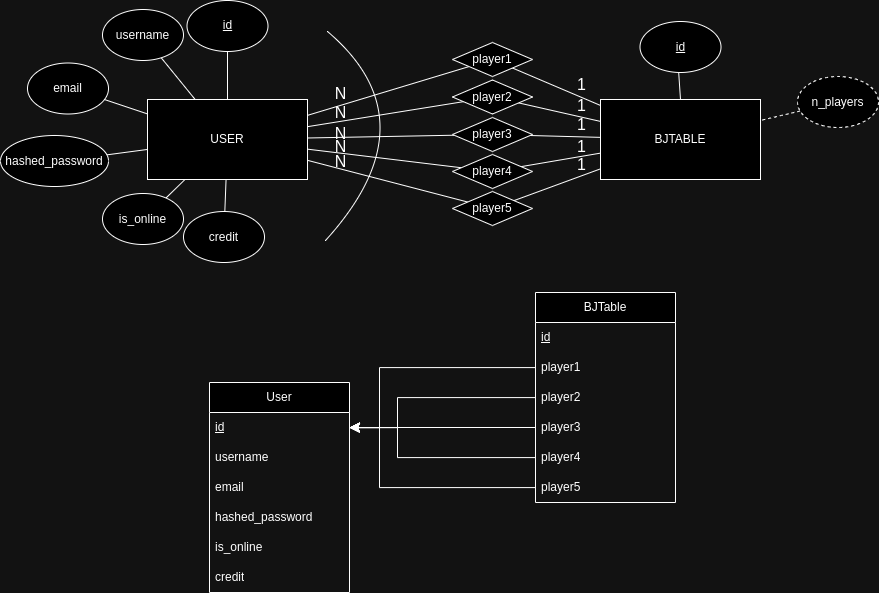 id
username
email
hashed_password
is_online
credit
USER
N
N
N
N
N
player1
player2
player3
player4
player5
1
1
1
1
1
id
BJTABLE
n_players
BJTable
id
player1
player2
player3
player4
player5
User
id
username
email
hashed_password
is_online
credit